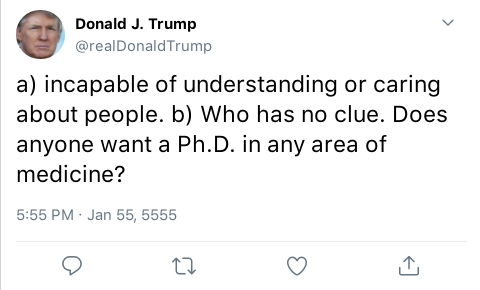 Donald J. Trump
@realDonaldTrump
a) incapable of understanding or caring
about people. b) Who has no clue. Does
anyone want a Ph.D. in any area of
medicine?
5:55 PM · Jan 55, 5555